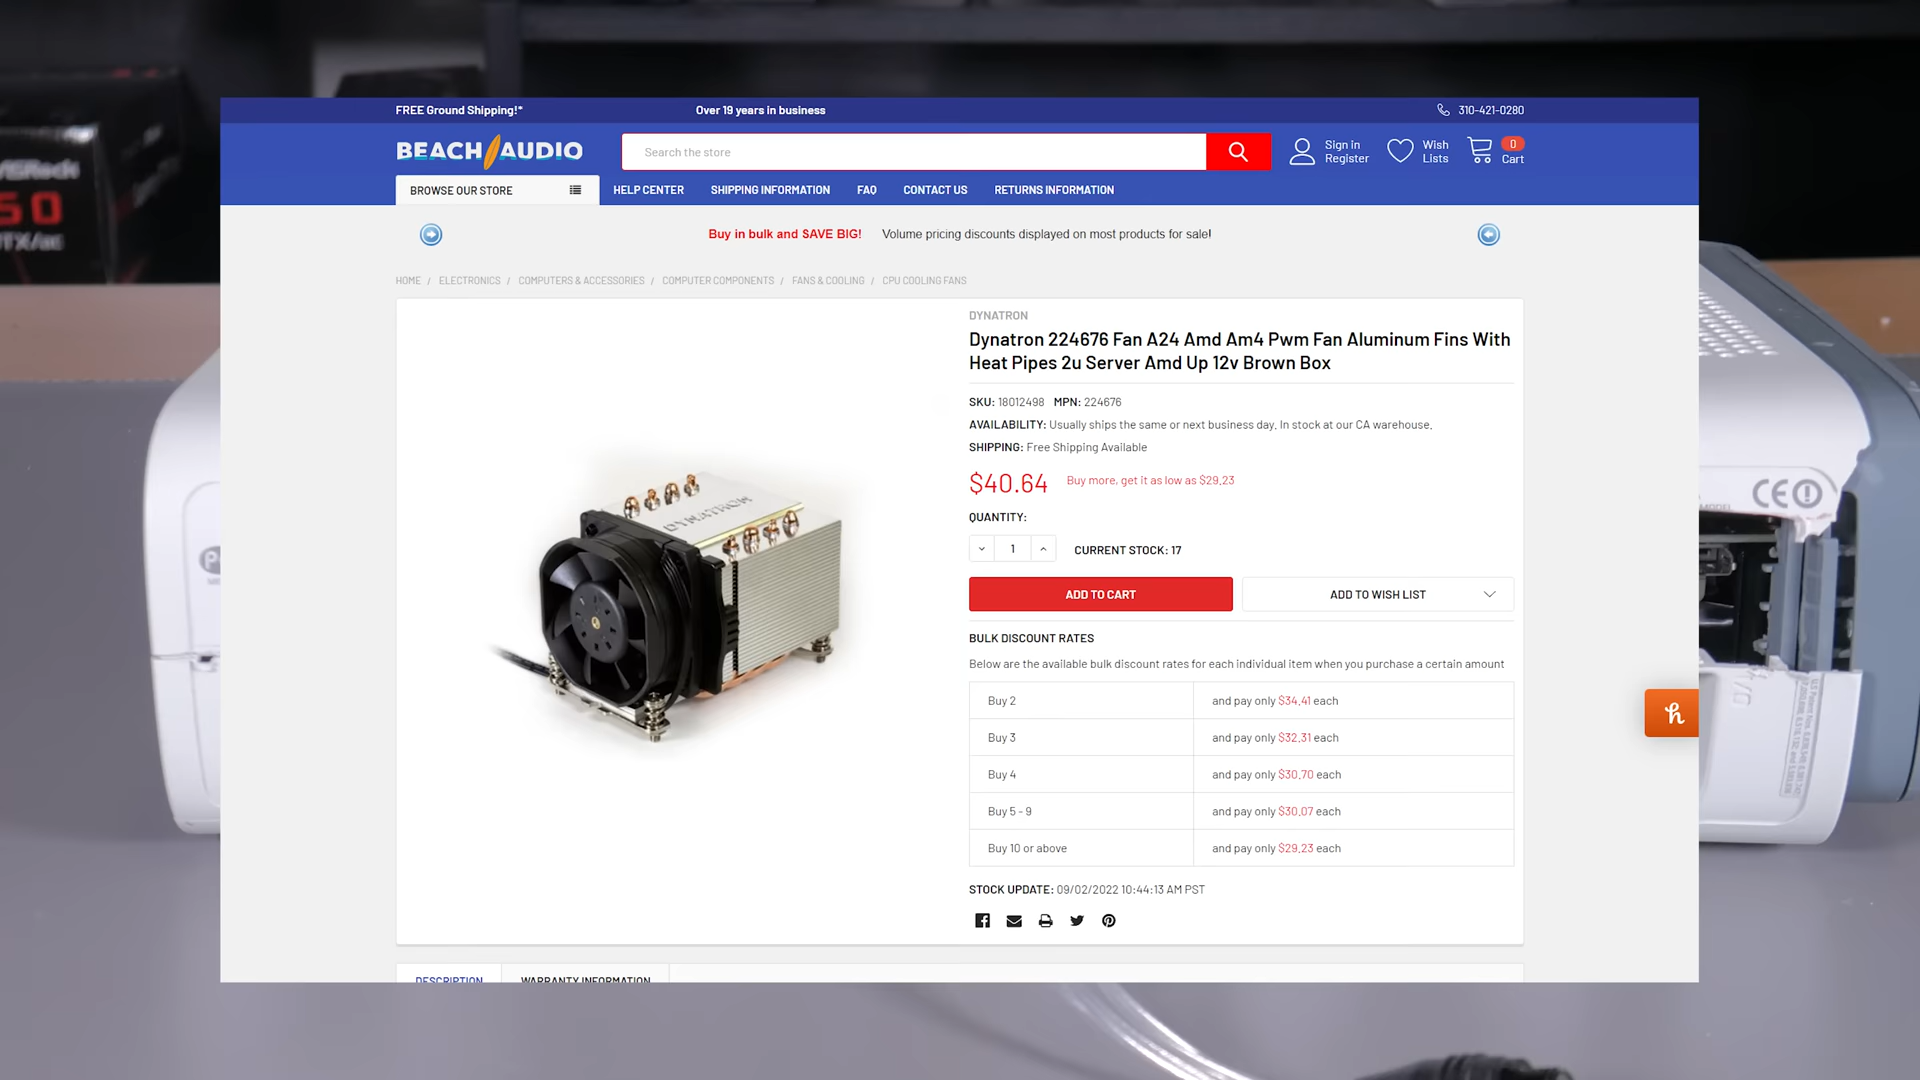 FREE Ground Shipping!*
Over 19 years in business
310-421-0280
BEACH AUDIO
Search the store
Sign in
Register
Wish
Lists
0
Cart
BROWSE OUR STORE
HELP CENTER
SHIPPING INFORMATION
FAQ
CONTACT US
RETURNS INFORMATION
Buy in bulk and SAVE BIG! Volume pricing discounts displayed on most products for sale!
HOME / ELECTRONICS / COMPUTERS & ACCESSORIES / COMPUTER COMPONENTS / FANS & COOLING / CPU COOLING FANS
DYNATRON
Dynatron 224676 Fan A24 Amd Am4 Pwm Fan Aluminum Fins With
Heat Pipes 2u Server Amd Up 12v Brown Box
SKU: 18012498 MPN: 224676
AVAILABILITY: Usually ships the same or next business day. In stock at our CA warehouse.
SHIPPING: Free Shipping Available
$40.64 Buy more, get it as low as $29.23
QUANTITY:
1
CURRENT STOCK: 17
ADD TO CART
ADD TO WISH LIST
BULK DISCOUNT RATES
Below are the available bulk discount rates for each individual item when you purchase a certain amount
Buy 2 and pay only $34.41 each
Buy 3 and pay only $32.31 each
Buy 4 and pay only $30.70 each
Buy 5 - 9 and pay only $30.07 each
Buy 10 or above and pay only $29.23 each
STOCK UPDATE: 09/02/2022 10:44:13 AM PST
DESCRIPTION
WARRANTY INFORMATION
DYNATRON
h
ASRock
50
ITX/ac
CE